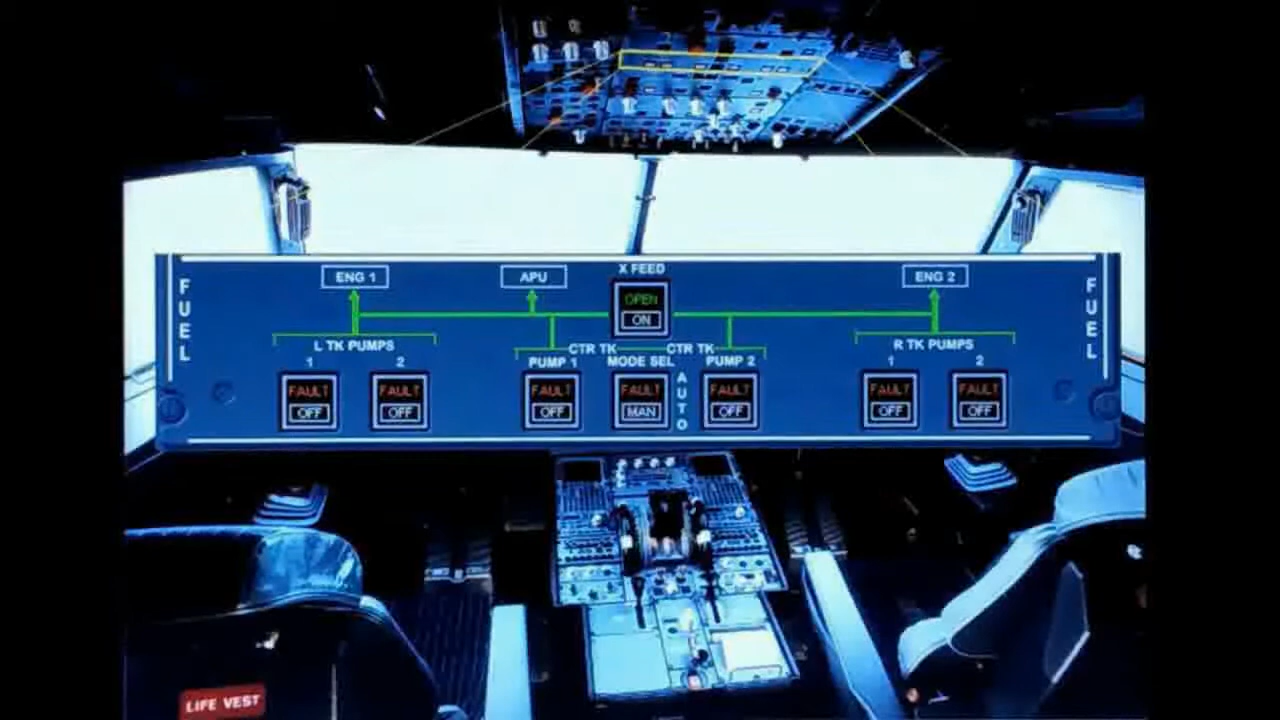 ENG 1
APU
X FEED
ENG 2
OPEN
ON
FUEL
FUEL
L TK PUMPS
R TK PUMPS
CTR TK
CTR TK
1
2
PUMP 1
MODE SEL
PUMP 2
1
2
FAULT
FAULT
FAULT
FAULT
FAULT
FAULT
FAULT
OFF
OFF
OFF
MAN
OFF
OFF
OFF
AUTO
LIFE VEST